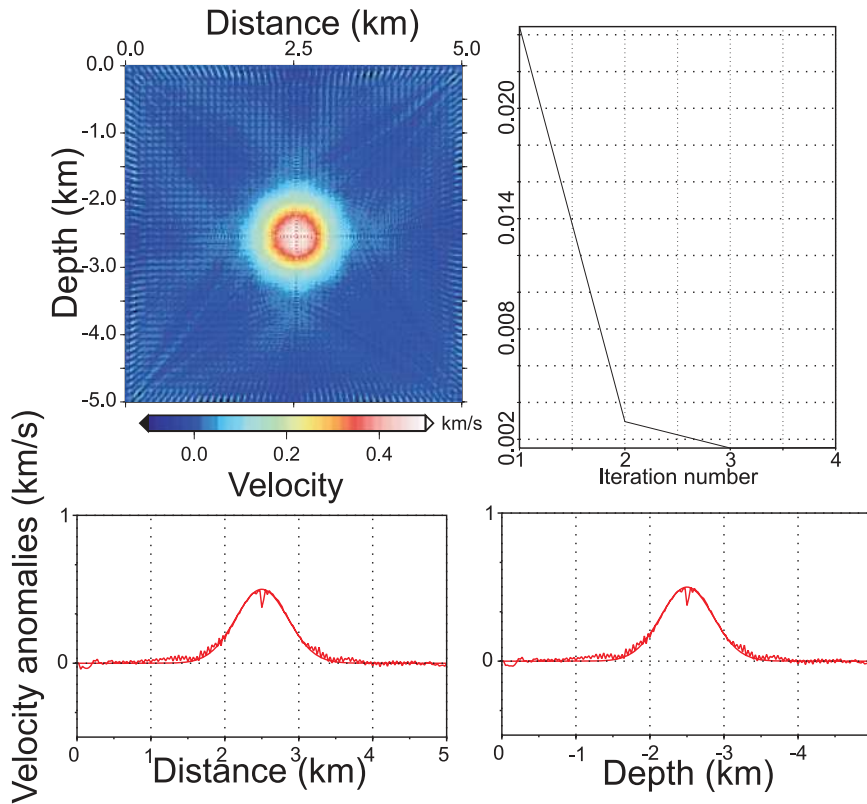 Distance (km)
0.0 2.5 5.0
Depth (km)
0.0
-1.0
-2.0
-3.0
-4.0
-5.0
0.0 0.2 0.4
km/s
Velocity
0.020
0.014
0.008
0.002
1 2 3 4
Iteration number
Velocity anomalies (km/s)
1
0
0 1 2 3 4 5
Distance (km)
1
0
0 -1 -2 -3 -4
Depth (km)